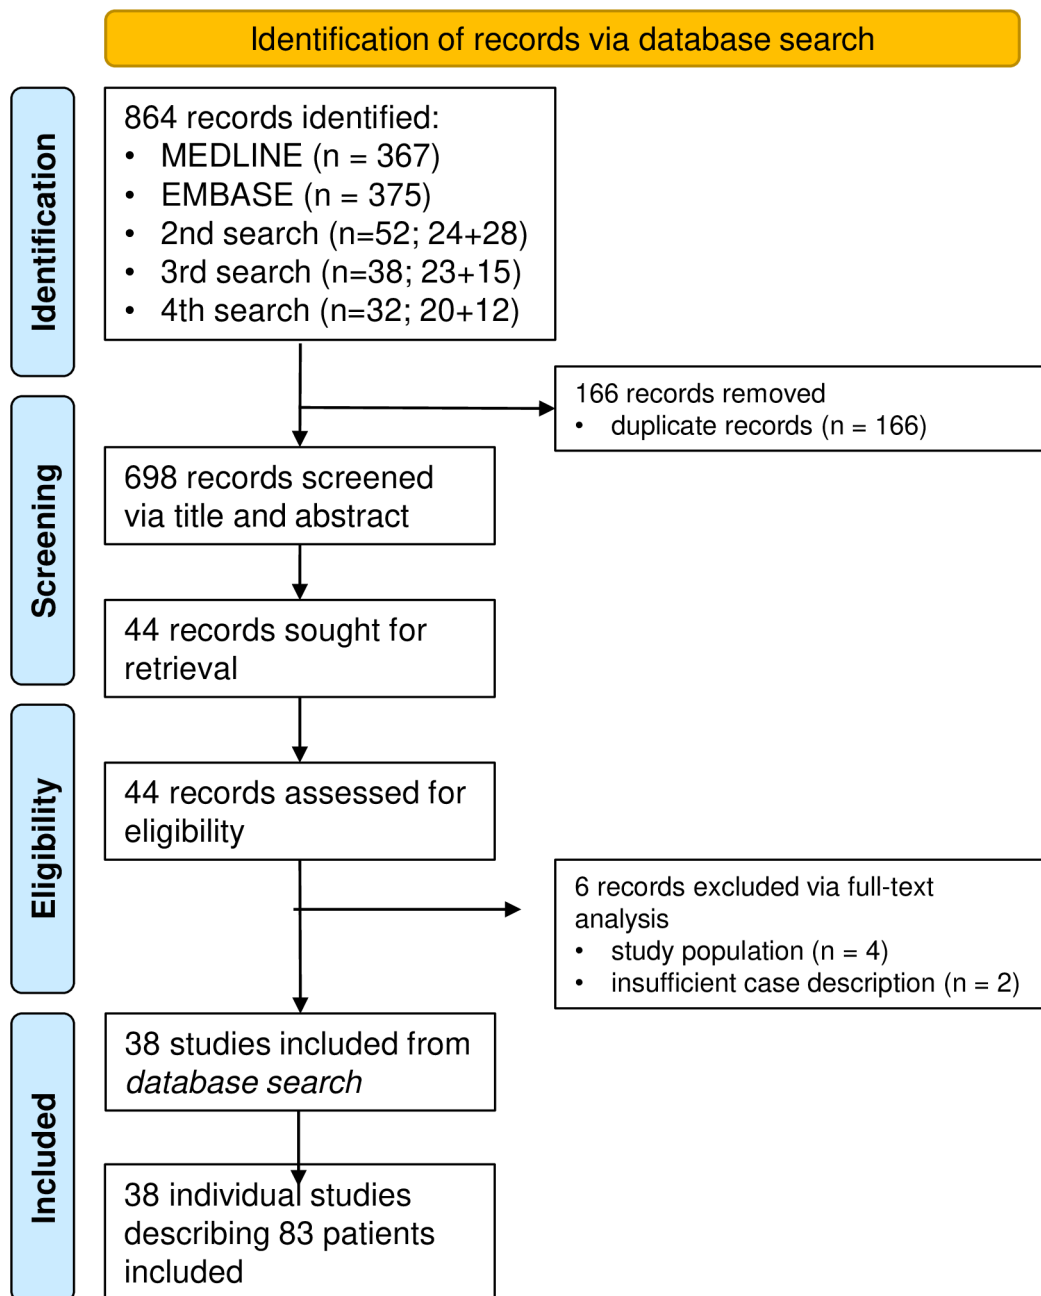 Identification of records via database search
Identification
864 records identified:
• MEDLINE (n = 367)
• EMBASE (n = 375)
• 2nd search (n=52; 24+28)
• 3rd search (n=38; 23+15)
• 4th search (n=32; 20+12)
166 records removed
• duplicate records (n = 166)
Screening
698 records screened
via title and abstract
44 records sought for
retrieval
Eligibility
44 records assessed for
eligibility
6 records excluded via full-text
analysis
• study population (n = 4)
• insufficient case description (n = 2)
Included
38 studies included from
database search
38 individual studies
describing 83 patients
included